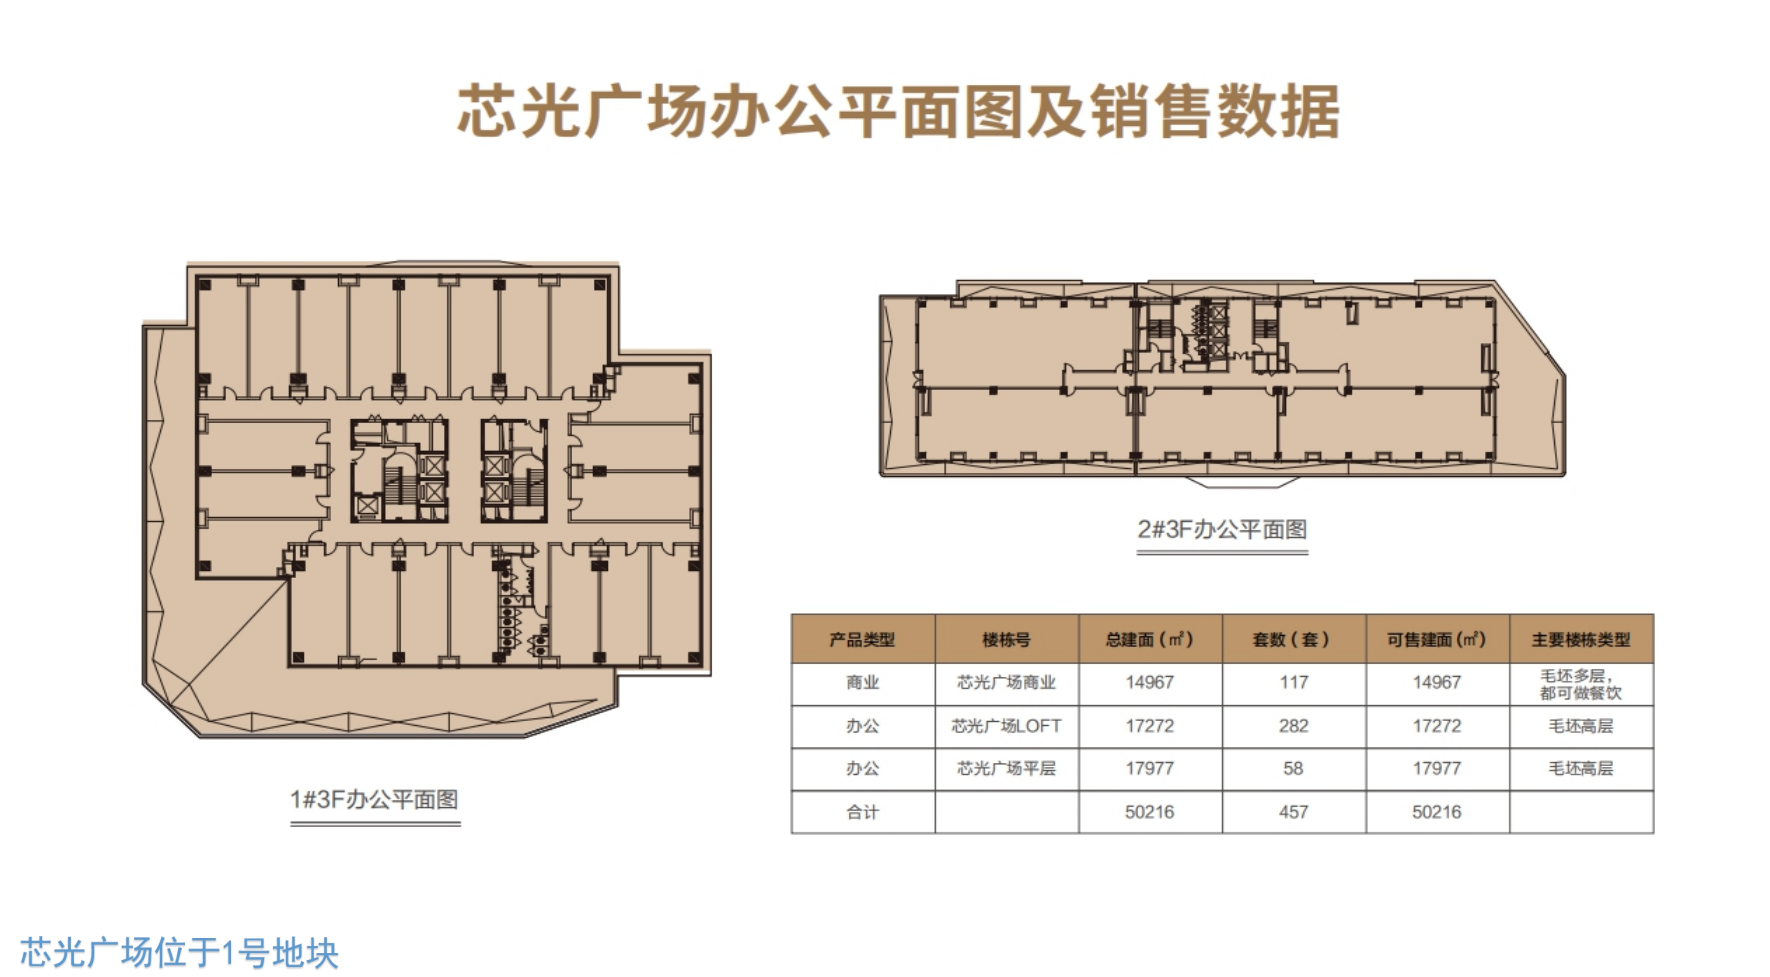 芯光广场办公平面图及销售数据
1#3F办公平面图
2#3F办公平面图
产品类型 楼栋号 总建面（㎡） 套数（套） 可售建面（㎡） 主要楼栋类型
商业 芯光广场商业 14967 117 14967 毛坯多层，
都可做餐饮
办公 芯光广场LOFT 17272 282 17272 毛坯高层
办公 芯光广场平层 17977 58 17977 毛坯高层
合计 50216 457 50216
芯光广场位于1号地块